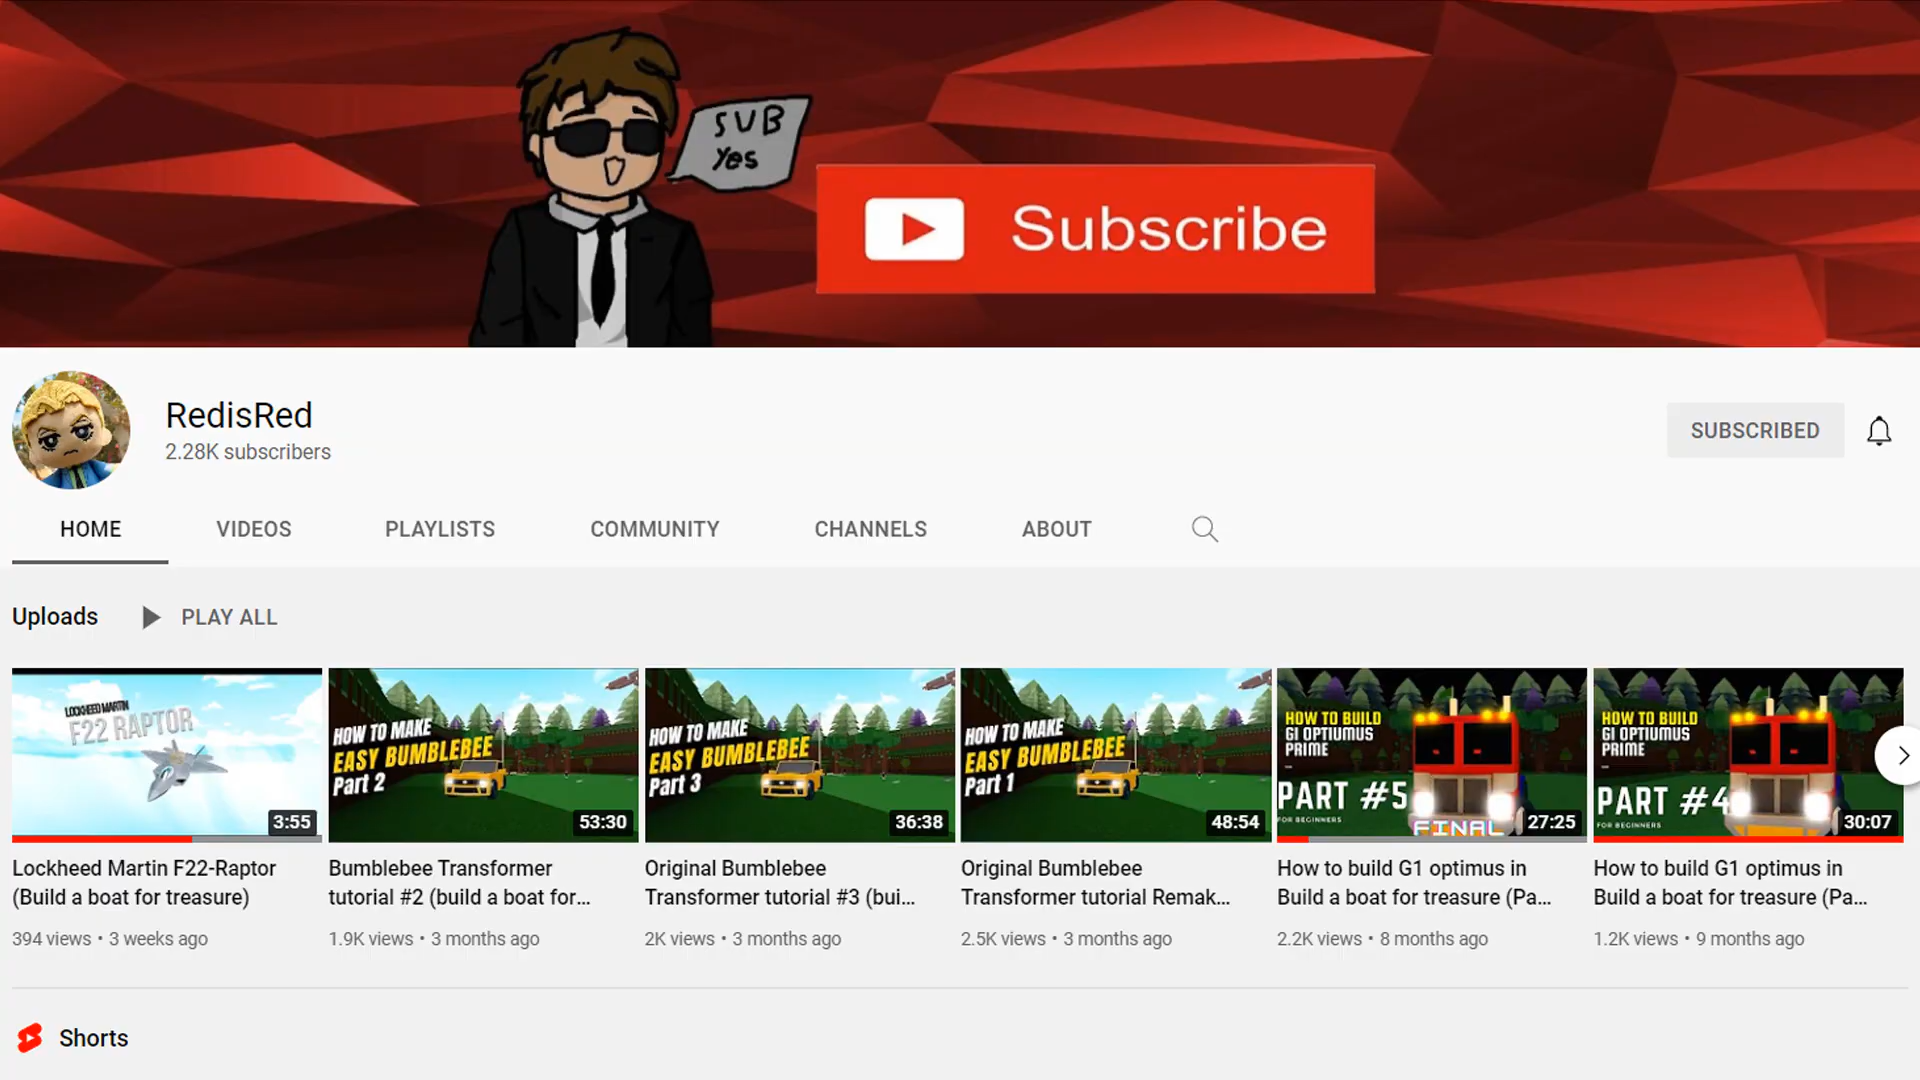 SUB
Yes
Subscribe
RedisRed
2.28K subscribers
SUBSCRIBED
HOME
VIDEOS
PLAYLISTS
COMMUNITY
CHANNELS
ABOUT
Uploads
PLAY ALL
LOCKHEED MARTIN
F22 RAPTOR
3:55
Lockheed Martin F22-Raptor
(Build a boat for treasure)
394 views • 3 weeks ago
HOW TO MAKE
EASY BUMBLEBEE
Part 2
53:30
Bumblebee Transformer
tutorial #2 (build a boat for...
1.9K views • 3 months ago
HOW TO MAKE
EASY BUMBLEBEE
Part 3
36:38
Original Bumblebee
Transformer tutorial #3 (bui...
2K views • 3 months ago
HOW TO MAKE
EASY BUMBLEBEE
Part 1
48:54
Original Bumblebee
Transformer tutorial Remak...
2.5K views • 3 months ago
HOW TO BUILD
G1 OPTIUMUS
PRIME
PART #5
FOR BEGINNERS
FINAL
27:25
How to build G1 optimus in
Build a boat for treasure (Pa...
2.2K views • 8 months ago
HOW TO BUILD
G1 OPTIUMUS
PRIME
PART #4
FOR BEGINNERS
30:07
How to build G1 optimus in
Build a boat for treasure (Pa...
1.2K views • 9 months ago
Shorts